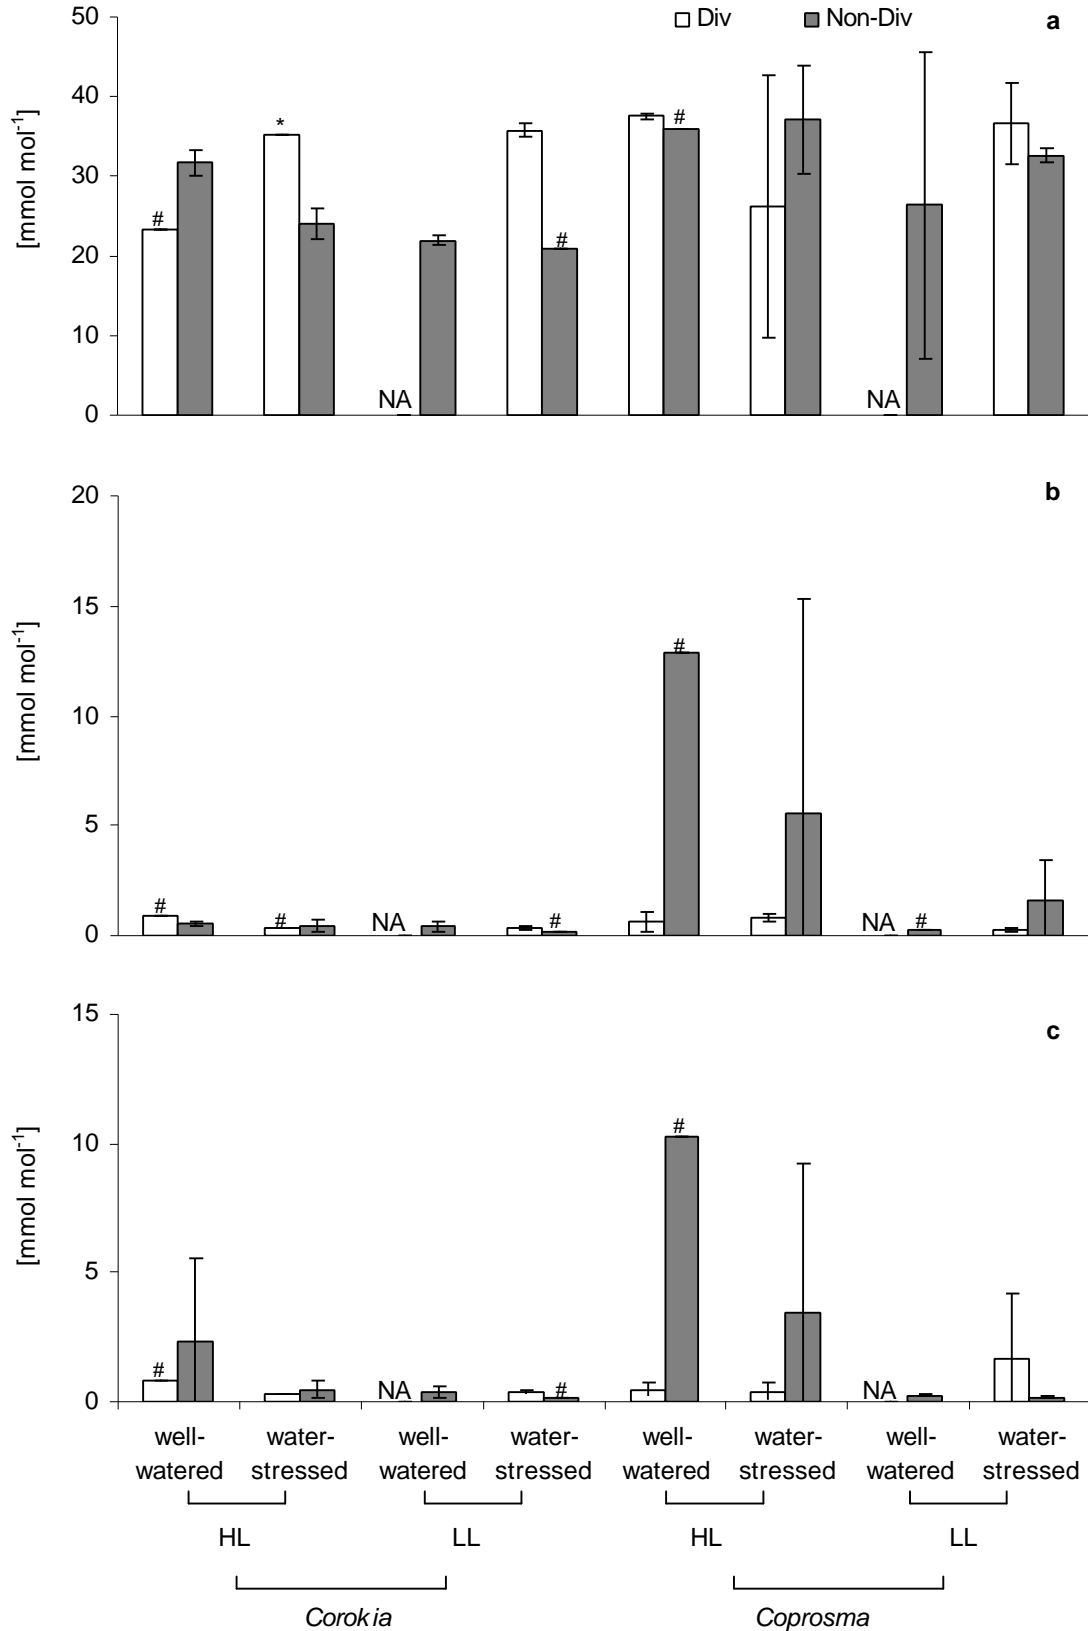 50 Div Non-Div a
40
30
20
10
0
[mmol mol-1]
# * # # NA NA
20 b
15
10
5
0
[mmol mol-1]
# # NA # # NA #
15 c
10
5
0
[mmol mol-1]
# NA # # NA
well- water- well- water- well- water- well- water-
watered stressed watered stressed watered stressed watered stressed
HL LL HL LL
Corokia Coprosma